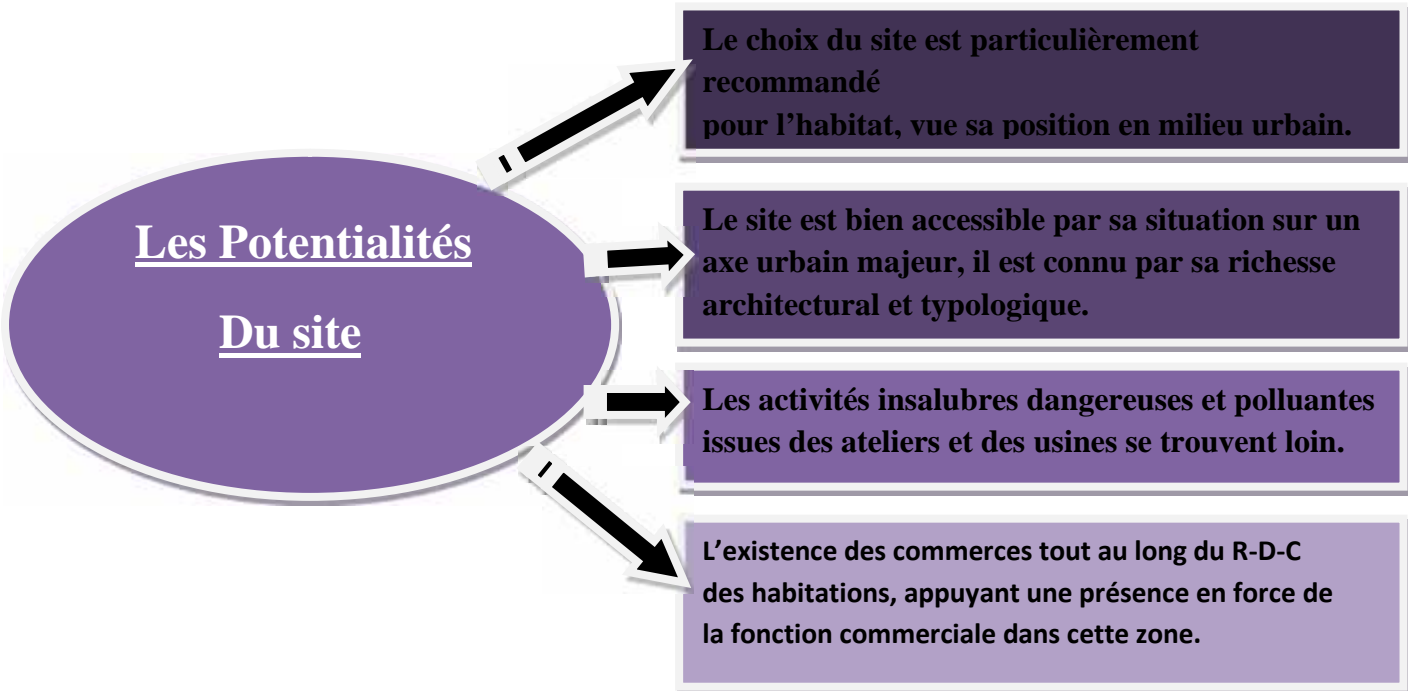 Les Potentialités
Du site
Le choix du site est particulièrement
recommandé
pour l’habitat, vue sa position en milieu urbain.
Le site est bien accessible par sa situation sur un
axe urbain majeur, il est connu par sa richesse
architectural et typologique.
Les activités insalubres dangereuses et polluantes
issues des ateliers et des usines se trouvent loin.
L’existence des commerces tout au long du R-D-C
des habitations, appuyant une présence en force de
la fonction commerciale dans cette zone.